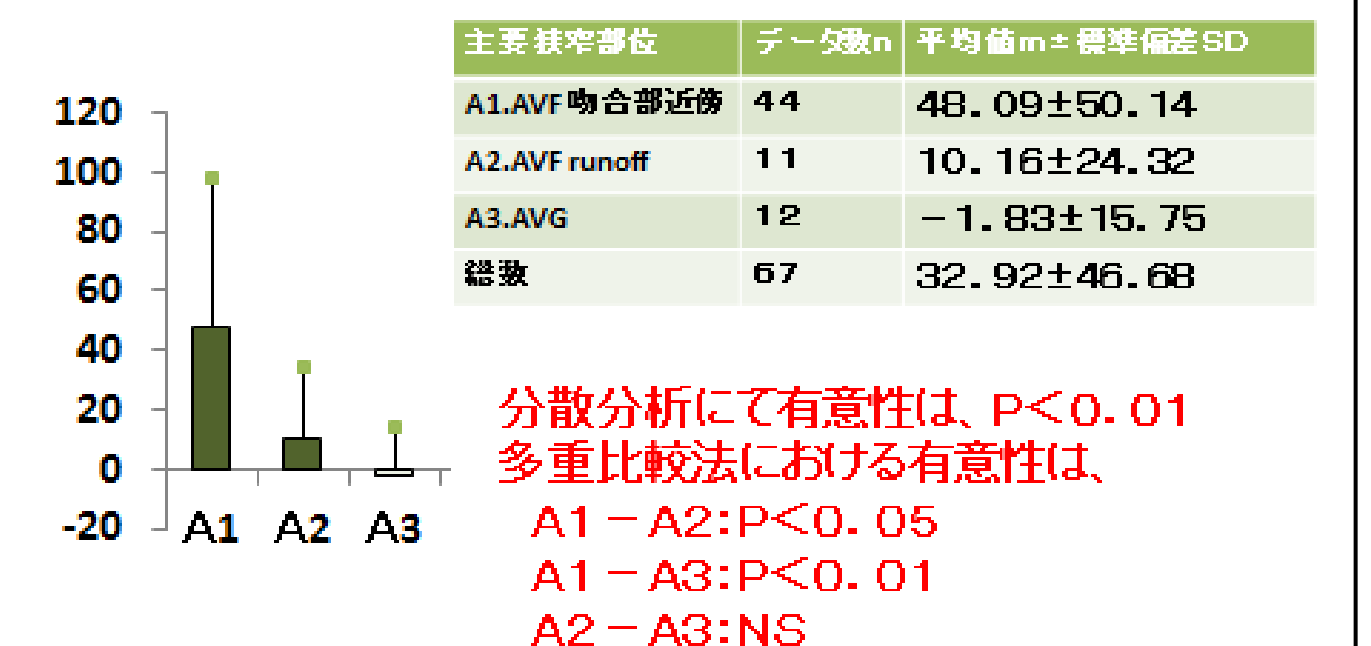 主要狭窄部位 データ数n 平均値m±標準偏差SD
A1.AVF 吻合部近傍 44 48.09±50.14
A2.AVF runoff 11 10.16±24.32
A3.AVG 12 －1.83±15.75
総数 67 32.92±46.68
120
100
80
60
40
20
0
-20
A1 A2 A3
分散分析にて有意性は、P＜0.01
多重比較法における有意性は、
A1－A2:P＜0.05
A1－A3:P＜0.01
A2－A3:NS